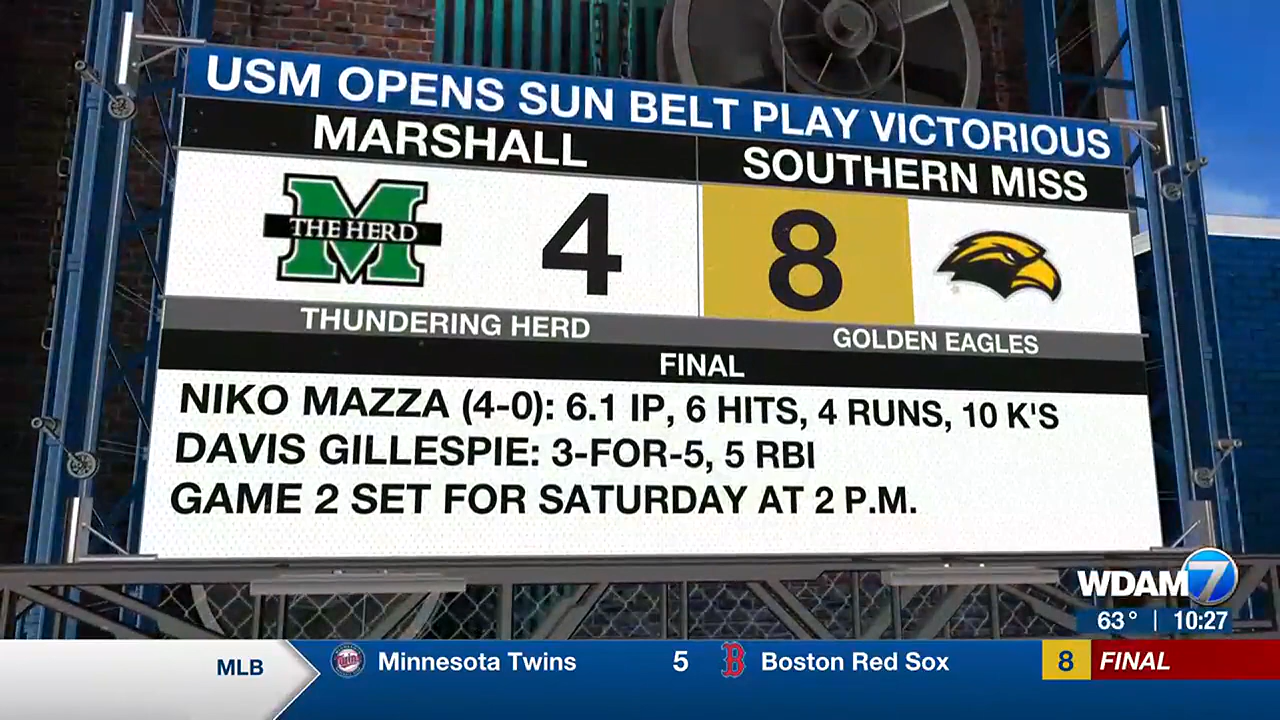 USM OPENS SUN BELT PLAY VICTORIOUS
MARSHALL
SOUTHERN MISS
THE HERD
4
8
THUNDERING HERD
GOLDEN EAGLES
FINAL
NIKO MAZZA (4-0): 6.1 IP, 6 HITS, 4 RUNS, 10 K'S
DAVIS GILLESPIE: 3-FOR-5, 5 RBI
GAME 2 SET FOR SATURDAY AT 2 P.M.
WDAM7
63° | 10:27
MLB
Twins
Minnesota Twins 5
B Boston Red Sox 8 FINAL